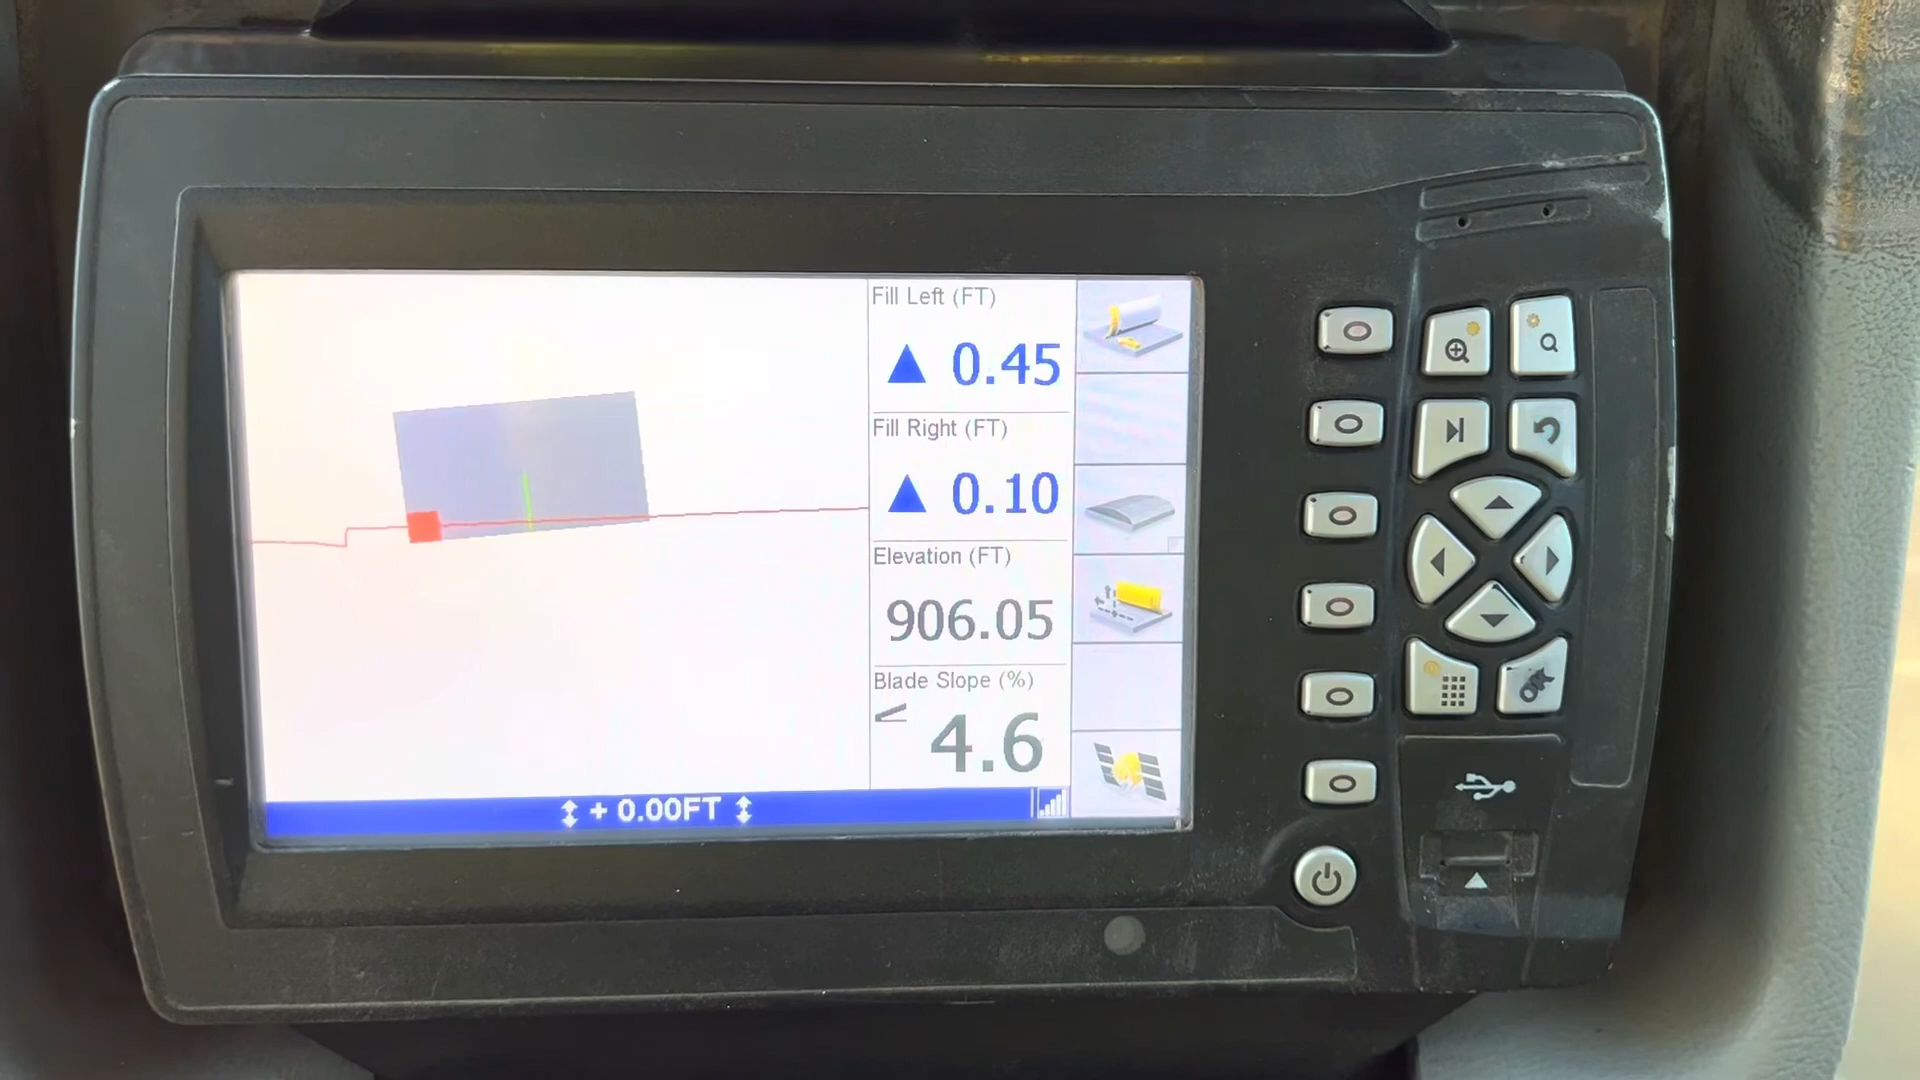 Fill Left (FT)
▲ 0.45
Fill Right (FT)
▲ 0.10
Elevation (FT)
906.05
Blade Slope (%)
4.6
+ 0.00FT
OK